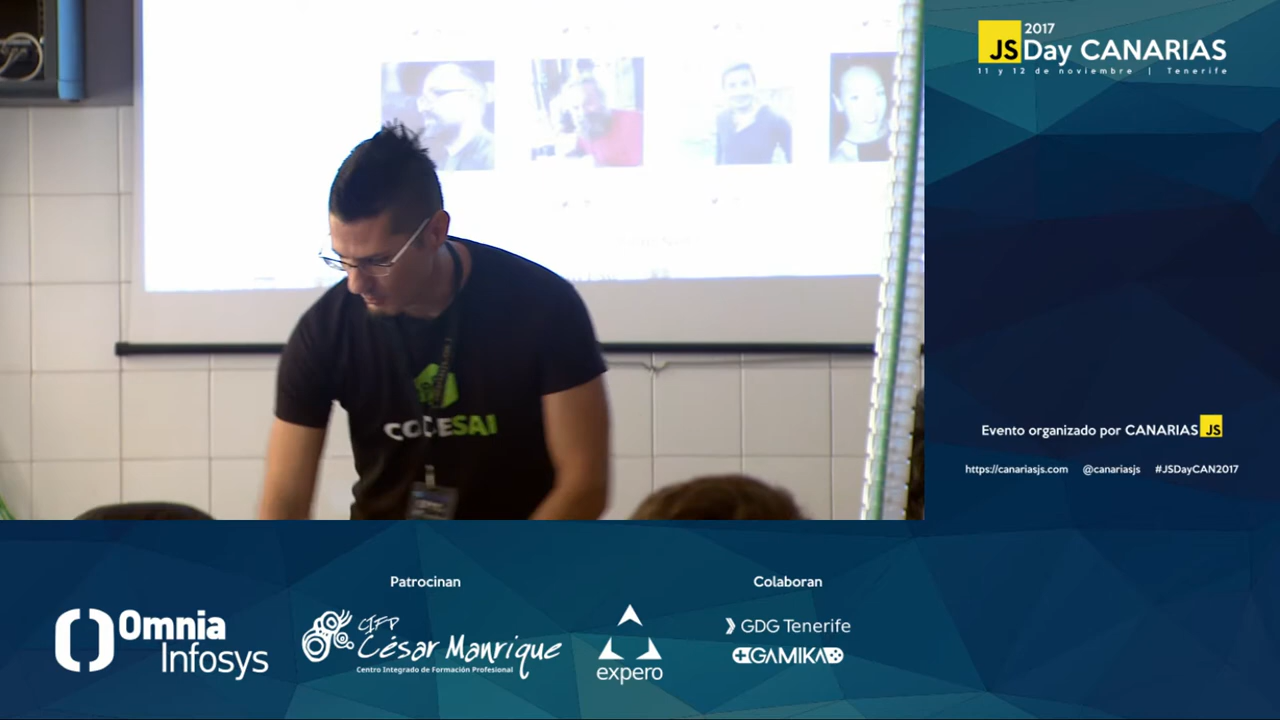 2017
JS Day CANARIAS
11 y 12 de noviembre | Tenerife
CODESAI
Evento organizado por CANARIAS JS
https://canariasjs.com @canariasjs #JSDayCAN2017
Patrocinan
Colaboran
Omnia
Infosys
CIFP
César Manrique
Centro Integrado de Formación Profesional
expero
GDG Tenerife
GAMIKA